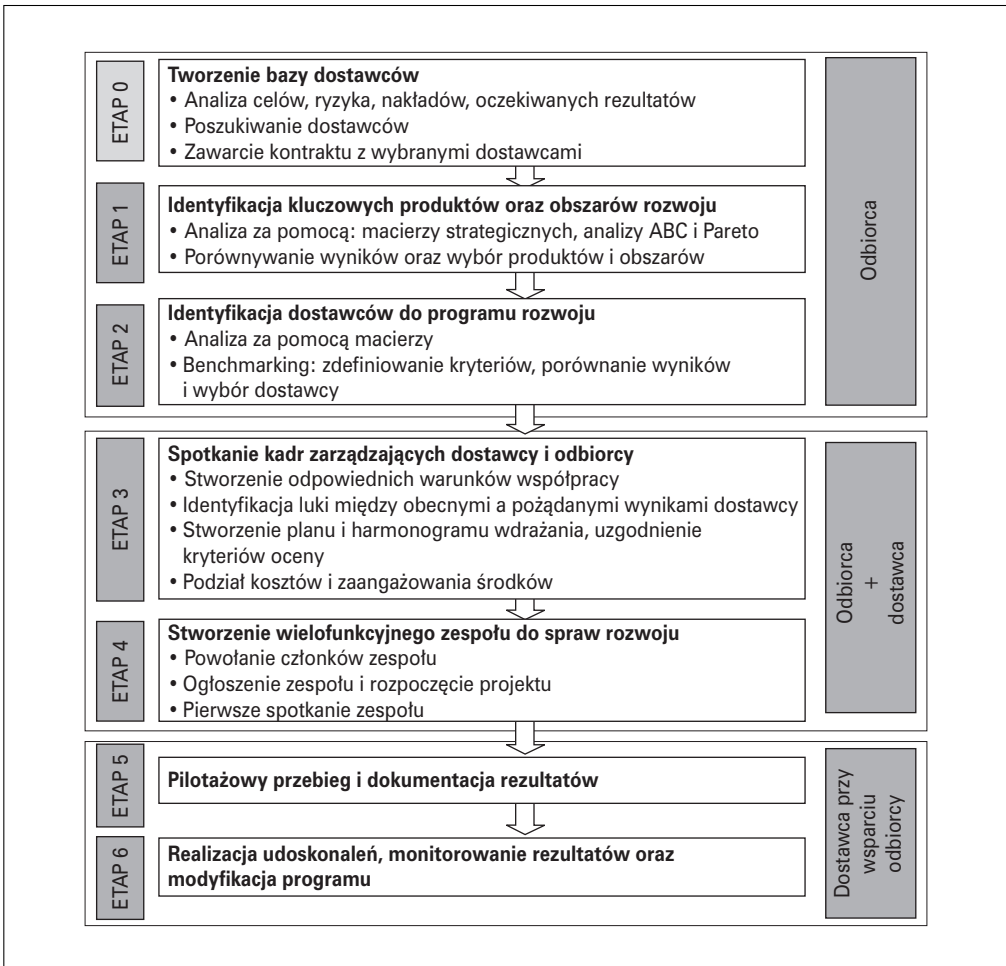 ETAP 0
Tworzenie bazy dostawców
• Analiza celów, ryzyka, nakładów, oczekiwanych rezultatów
• Poszukiwanie dostawców
• Zawarcie kontraktu z wybranymi dostawcami
ETAP 1
Identyfikacja kluczowych produktów oraz obszarów rozwoju
• Analiza za pomocą: macierzy strategicznych, analizy ABC i Pareto
• Porównywanie wyników oraz wybór produktów i obszarów
ETAP 2
Identyfikacja dostawców do programu rozwoju
• Analiza za pomocą macierzy
• Benchmarking: zdefiniowanie kryteriów, porównanie wyników
i wybór dostawcy
Odbiorca
ETAP 3
Spotkanie kadr zarządzających dostawcy i odbiorcy
• Stworzenie odpowiednich warunków współpracy
• Identyfikacja luki między obecnymi a pożądanymi wynikami dostawcy
• Stworzenie planu i harmonogramu wdrażania, uzgodnienie
kryteriów oceny
• Podział kosztów i zaangażowania środków
ETAP 4
Stworzenie wielofunkcyjnego zespołu do spraw rozwoju
• Powołanie członków zespołu
• Ogłoszenie zespołu i rozpoczęcie projektu
• Pierwsze spotkanie zespołu
Odbiorca
+
dostawca
ETAP 5
Pilotażowy przebieg i dokumentacja rezultatów
ETAP 6
Realizacja udoskonaleń, monitorowanie rezultatów oraz
modyfikacja programu
Dostawca przy
wsparciu
odbiorcy